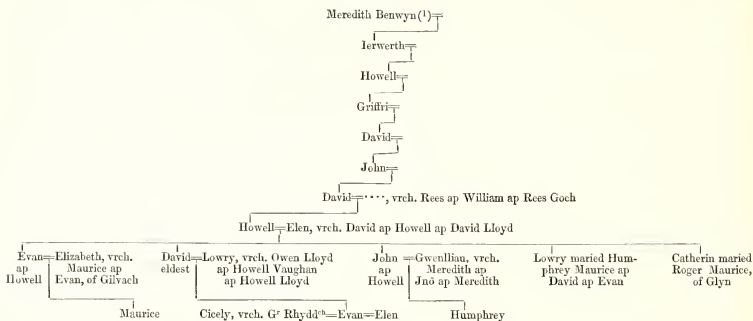 Meredith Benwyn(¹)
Ierwerth
Howell
Griffri
David
John
David=····, vrch. Rees ap William ap Rees Goch
Howell=Elen, vrch. David ap Howell ap David Lloyd
Evan=Elizabeth, vrch.
ap Maurice ap
Howell Evan, of Gilvach
David=Lowry, vrch. Owen Lloyd
eldest ap Howell Vaughan
ap Howell Lloyd
John=Gwenlliau, vrch.
ap Meredith ap
Howell Jnō ap Meredith
Lowry maried Hum-
phrey Maurice ap
David ap Evan
Catherin maried
Roger Maurice,
of Glyn
Maurice
Cicely, vrch. Gr Rhyddch=Evan=Elen
Humphrey